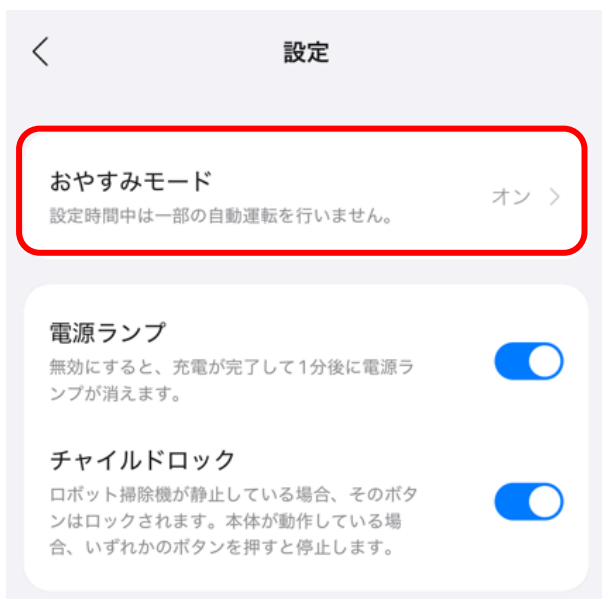 設定
おやすみモード
オン
設定時間中は一部の自動運転を行いません。
電源ランプ
無効にすると、充電が完了して1分後に電源ラ
ンプが消えます。
チャイルドロック
ロボット掃除機が静止している場合、そのボタ
ンはロックされます。本体が動作している場
合、いずれかのボタンを押すと停止します。